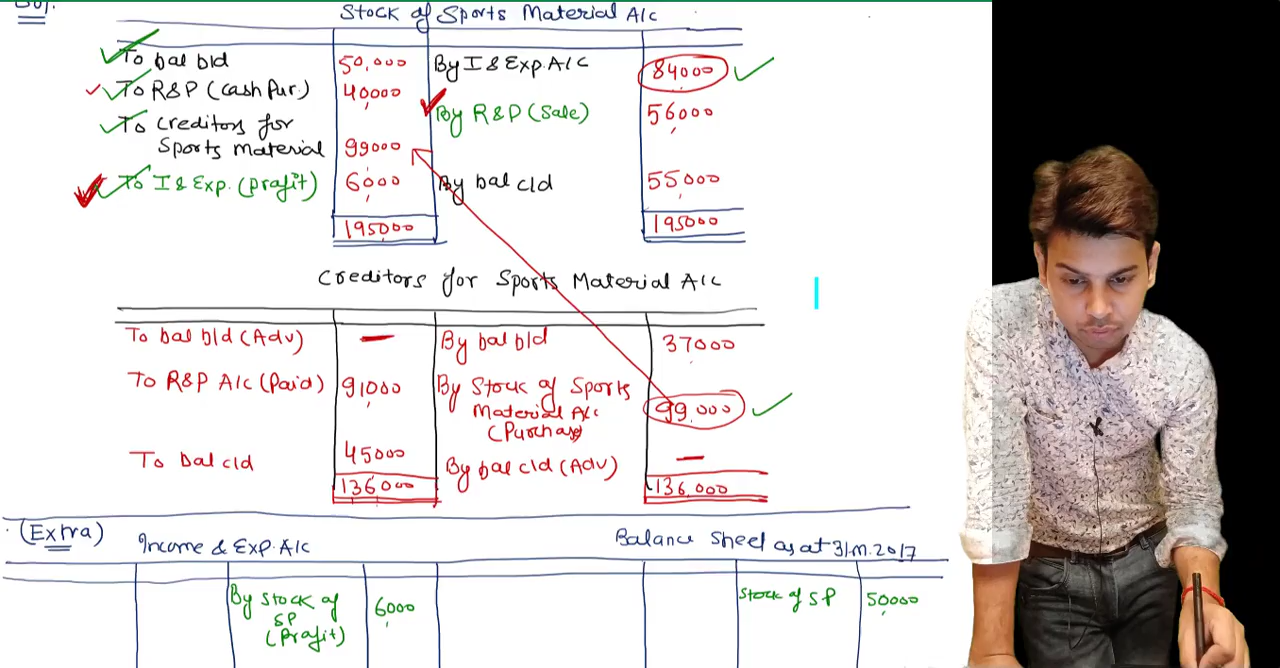 Sol.
Stock of Sports Material A/c
To bal b/d 50,000 By I & Exp. A/c 84000
To R&P (Cash Pur.) 40000
By R&P (Sale) 56000
To Creditors for
Sports Material 99000
To I & Exp. (Profit) 6000 By bal c/d 55000
195000 195000
Creditors for Sports Material A/c
To bal b/d (Adv) — By bal b/d 37000
To R&P A/c (Paid) 91000 By Stock of Sports
Material A/c 99,000
(Purchase)
To bal c/d 45000 By bal c/d (Adv) —
136000 136,000
(Extra)
Income & Exp. A/c Balance Sheet as at 31.M.2017
By Stock of 6000 Stock of SP 50000
SP
(Profit)